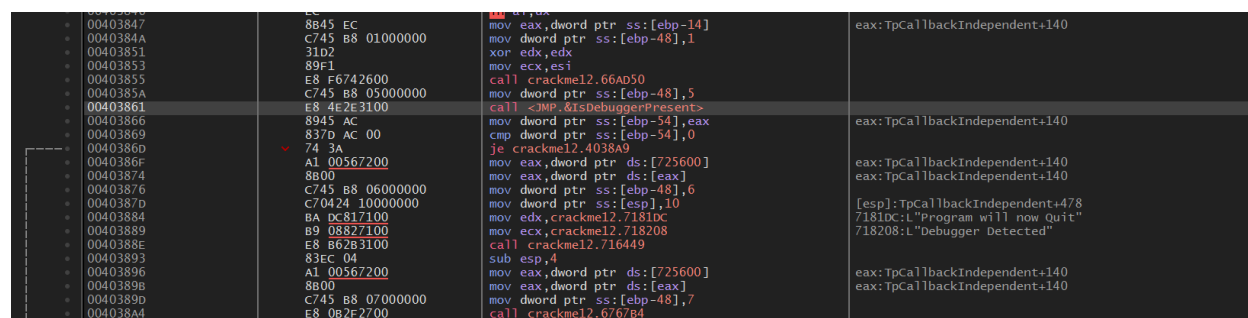 00403847 8B45 EC mov eax,dword ptr ss:[ebp-14] eax:TpCallbackIndependent+140
0040384A C745 B8 01000000 mov dword ptr ss:[ebp-48],1
00403851 31D2 xor edx,edx
00403853 89F1 mov ecx,esi
00403855 E8 F6742600 call crackme12.66AD50
0040385A C745 B8 05000000 mov dword ptr ss:[ebp-48],5
00403861 E8 4E2E3100 call <JMP.&IsDebuggerPresent>
00403866 8945 AC mov dword ptr ss:[ebp-54],eax eax:TpCallbackIndependent+140
00403869 837D AC 00 cmp dword ptr ss:[ebp-54],0
0040386D 74 3A je crackme12.4038A9
0040386F A1 00567200 mov eax,dword ptr ds:[725600] eax:TpCallbackIndependent+140
00403874 8B00 mov eax,dword ptr ds:[eax] eax:TpCallbackIndependent+140
00403876 C745 B8 06000000 mov dword ptr ss:[ebp-48],6
0040387D C70424 10000000 mov dword ptr ss:[esp],10 [esp]:TpCallbackIndependent+478
00403884 BA DC817100 mov edx,crackme12.7181DC 7181DC:L"Program will now Quit"
00403889 B9 08827100 mov ecx,crackme12.718208 718208:L"Debugger Detected"
0040388E E8 B62B3100 call crackme12.716449
00403893 83EC 04 sub esp,4
00403896 A1 00567200 mov eax,dword ptr ds:[725600] eax:TpCallbackIndependent+140
0040389B 8B00 mov eax,dword ptr ds:[eax] eax:TpCallbackIndependent+140
0040389D C745 B8 07000000 mov dword ptr ss:[ebp-48],7
004038A4 E8 0B2F2700 call crackme12.6767B4